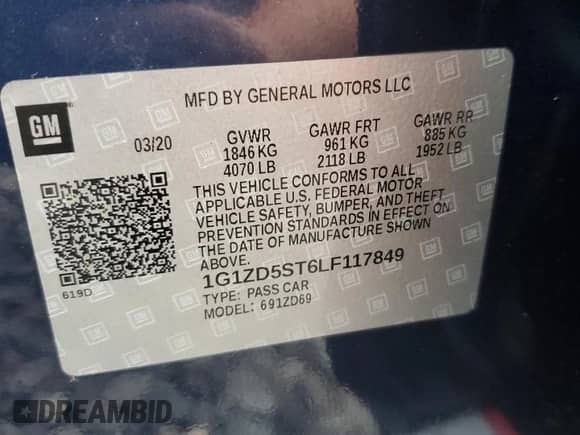 MFD BY GENERAL MOTORS LLC
GM
03/20
GVWR GAWR FRT GAWR RR
1846 KG 961 KG 885 KG
4070 LB 2118 LB 1952 LB
THIS VEHICLE CONFORMS TO ALL
APPLICABLE U.S. FEDERAL MOTOR
VEHICLE SAFETY, BUMPER, AND THEFT
PREVENTION STANDARDS IN EFFECT ON
THE DATE OF MANUFACTURE SHOWN
ABOVE.
619D
1G1ZD5ST6LF117849
TYPE: PASS CAR
MODEL: 691ZD69
DREAMBID